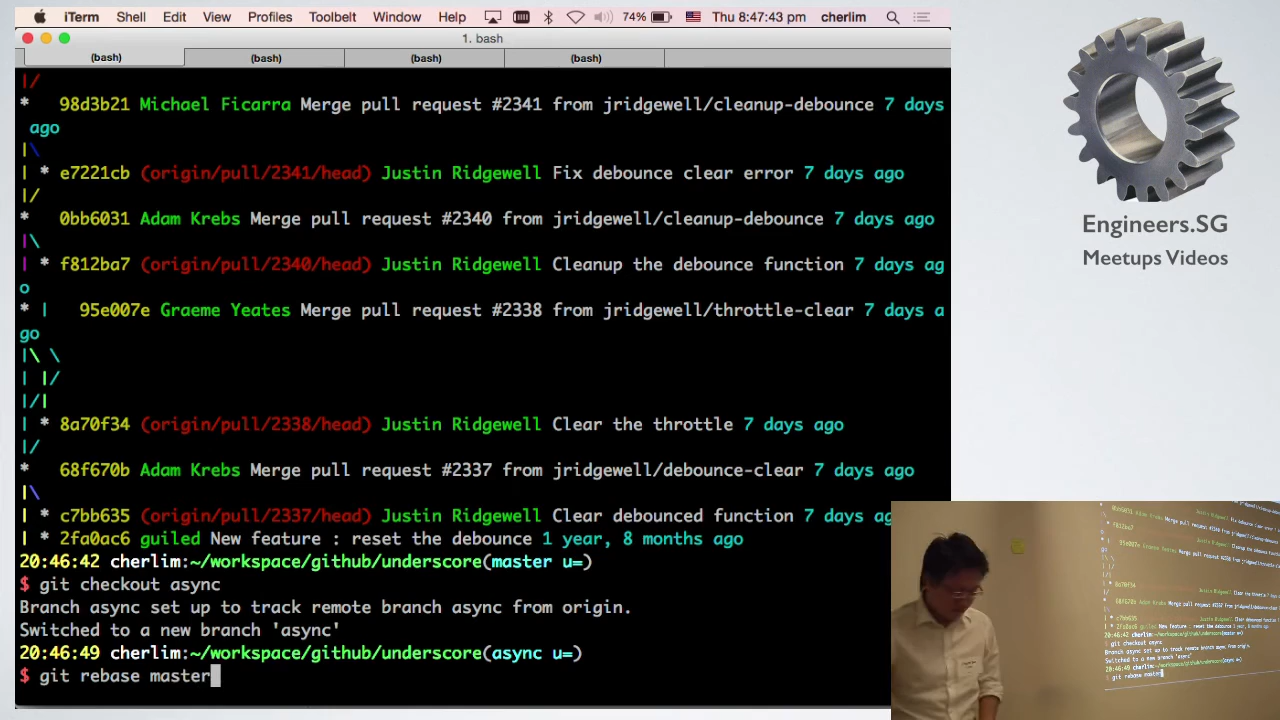 iTerm Shell Edit View Profiles Toolbelt Window Help 74% Thu 8:47:43 pm cherlim
1. bash
(bash) (bash) (bash) (bash)
|/
* 98d3b21 Michael Ficarra Merge pull request #2341 from jridgewell/cleanup-debounce 7 days
ago
|\
| * e7221cb (origin/pull/2341/head) Justin Ridgewell Fix debounce clear error 7 days ago
|/
* 0bb6031 Adam Krebs Merge pull request #2340 from jridgewell/cleanup-debounce 7 days ago
|\
| * f812ba7 (origin/pull/2340/head) Justin Ridgewell Cleanup the debounce function 7 days ag
o
* | 95e007e Graeme Yeates Merge pull request #2338 from jridgewell/throttle-clear 7 days a
go
|\ \
| |/
|/|
| * 8a70f34 (origin/pull/2338/head) Justin Ridgewell Clear the throttle 7 days ago
|/
* 68f670b Adam Krebs Merge pull request #2337 from jridgewell/debounce-clear 7 days ago
|\
| * c7bb635 (origin/pull/2337/head) Justin Ridgewell Clear debounced function 7 days
| * 2fa0ac6 guiled New feature : reset the debounce 1 year, 8 months ago
20:46:42 cherlim:~/workspace/github/underscore(master u=)
$ git checkout async
Branch async set up to track remote branch async from origin.
Switched to a new branch 'async'
20:46:49 cherlim:~/workspace/github/underscore(async u=)
$ git rebase master
Engineers.SG
Meetups Videos